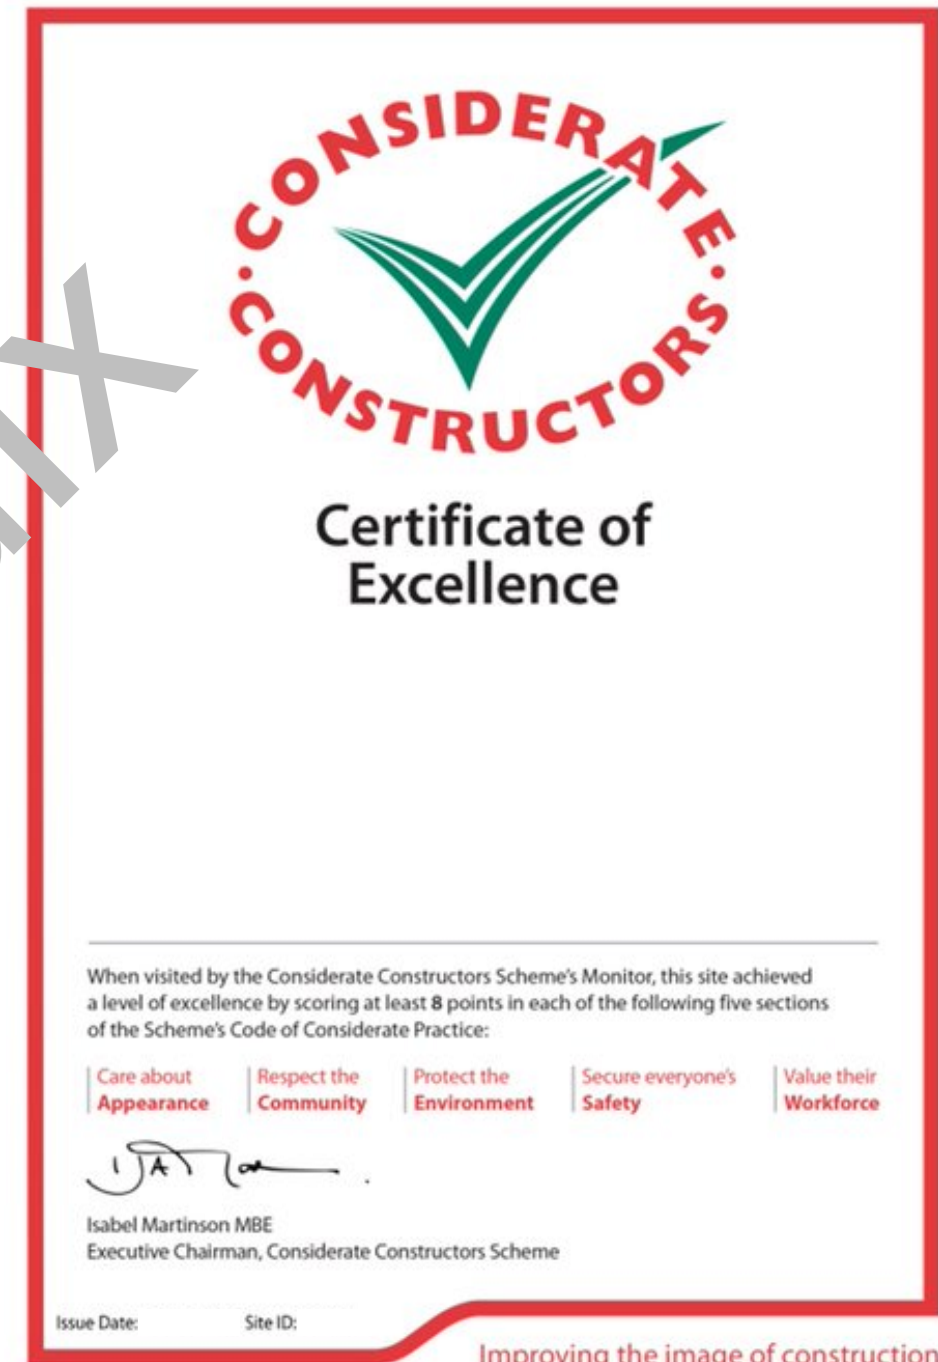 CONSIDERATE
CONSTRUCTORS
Certificate of
Excellence
When visited by the Considerate Constructors Scheme's Monitor, this site achieved
a level of excellence by scoring at least 8 points in each of the following five sections
of the Scheme's Code of Considerate Practice:
Care about
Appearance
Respect the
Community
Protect the
Environment
Secure everyone's
Safety
Value their
Workforce
Isabel Martinson MBE
Executive Chairman, Considerate Constructors Scheme
Issue Date:
Site ID:
Improving the image of construction